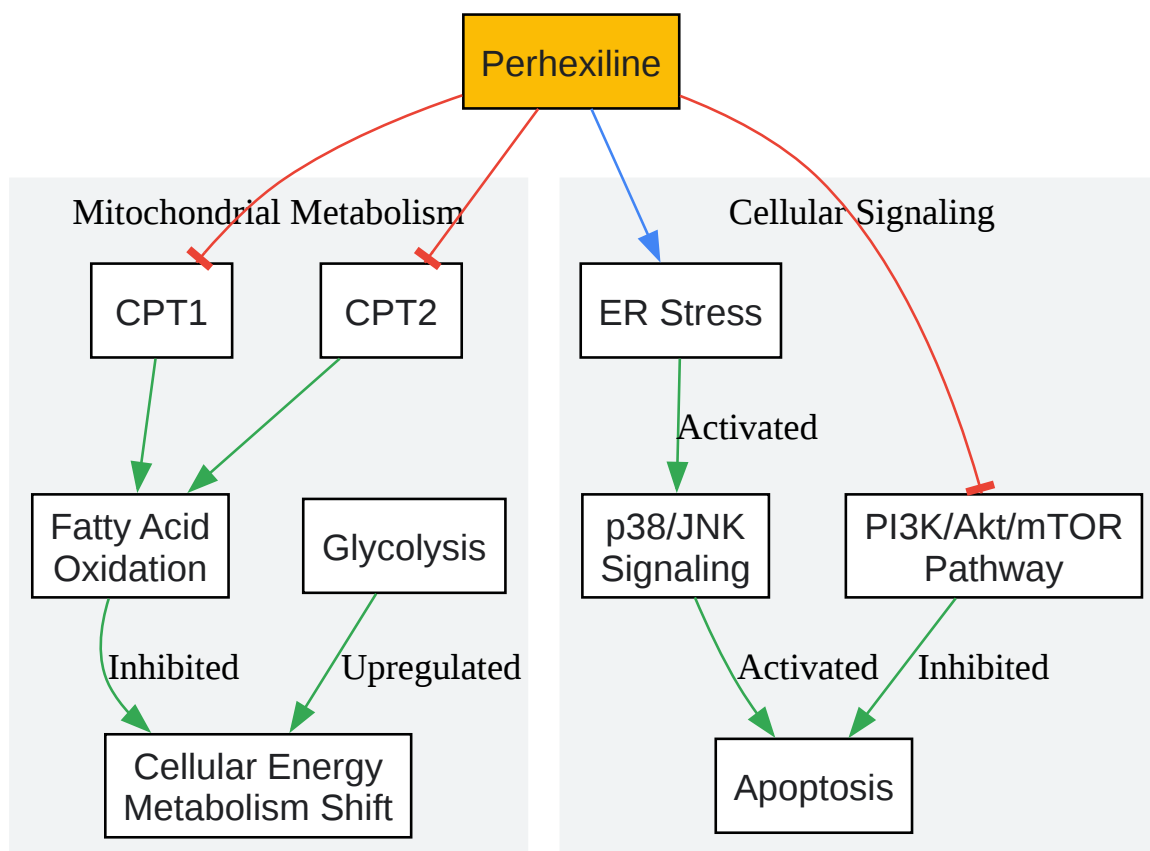 Perhexiline
Mitochondrial Metabolism
Cellular Signaling
CPT1
CPT2
ER Stress
Activated
Fatty Acid
Oxidation
Glycolysis
p38/JNK
Signaling
PI3K/Akt/mTOR
Pathway
Inhibited
Upregulated
Activated
Inhibited
Cellular Energy
Metabolism Shift
Apoptosis